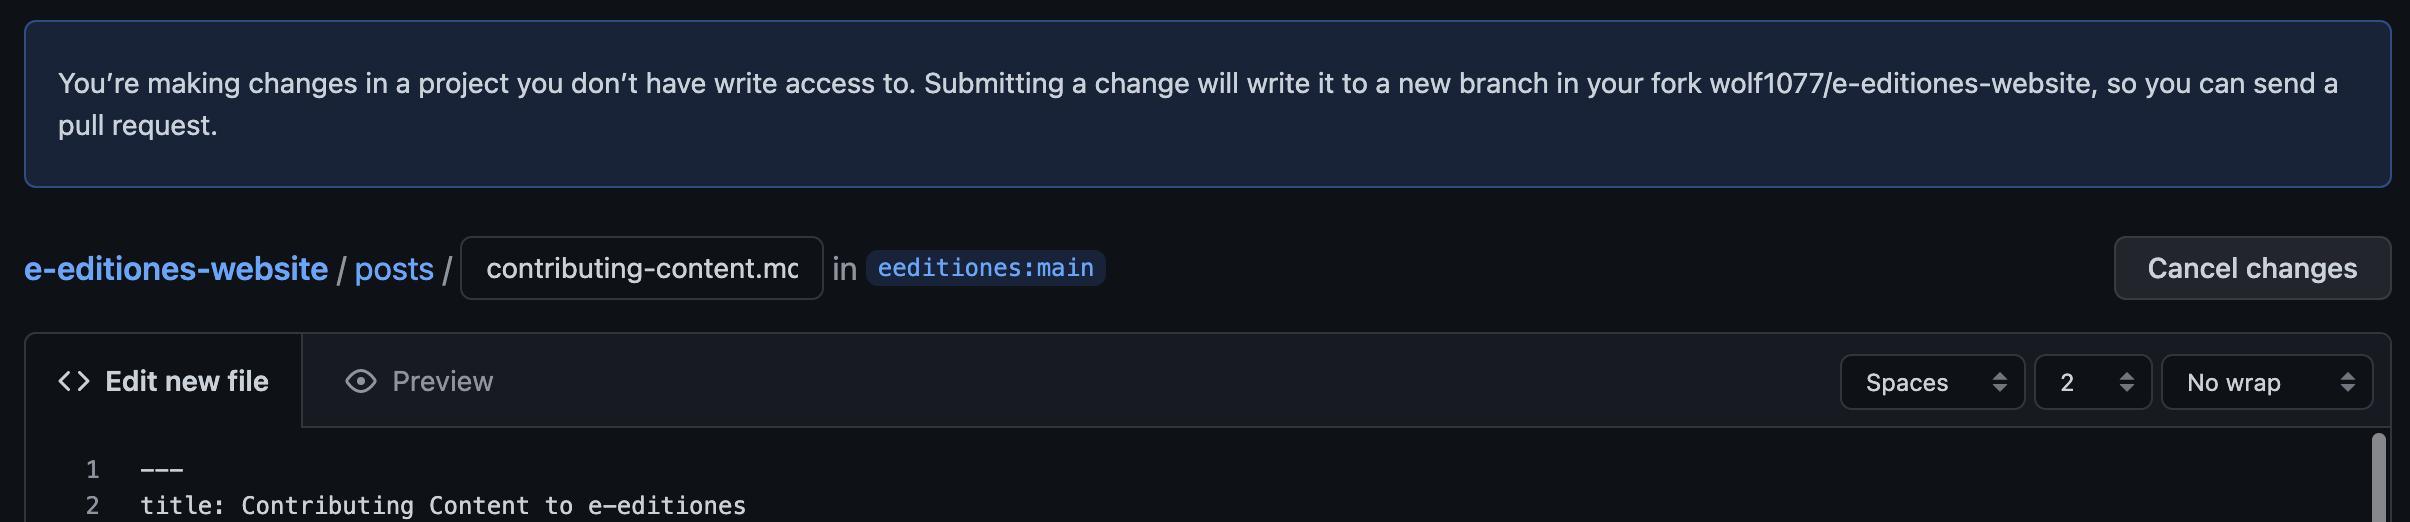 You’re making changes in a project you don’t have write access to. Submitting a change will write it to a new branch in your fork wolf1077/e-editiones-website, so you can send a
pull request.
e-editiones-website / posts / contributing-content.mc in eeditiones:main
Cancel changes
<> Edit new file
Preview
Spaces
2
No wrap
1 ---
2 title: Contributing Content to e-editiones